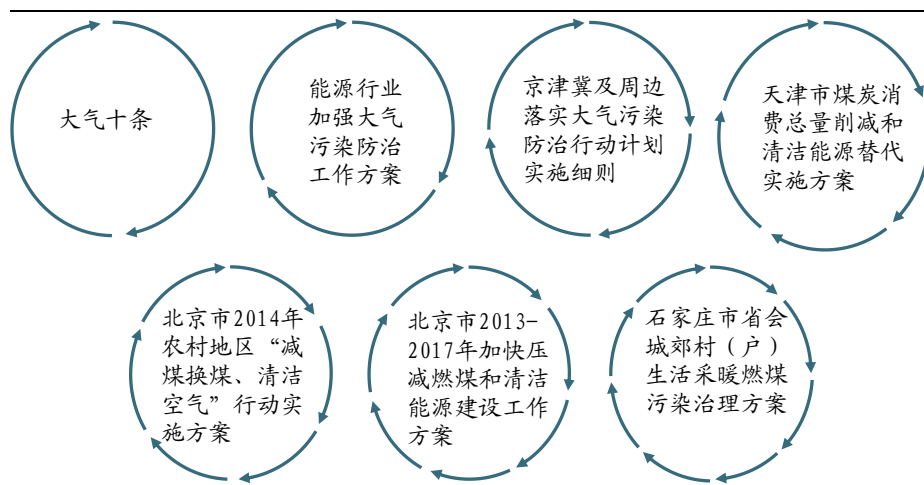 大气十条
能源行业
加强大气
污染防治
工作方案
京津冀及周边
落实大气污染
防治行动计划
实施细则
天津市煤炭消
费总量削减和
清洁能源替代
实施方案
北京市2014年
农村地区“减
煤换煤、清洁
空气”行动实
施方案
北京市2013-
2017年加快压
减燃煤和清洁
能源建设工作
方案
石家庄市省会
城郊村（户）
生活采暖燃煤
污染治理方案